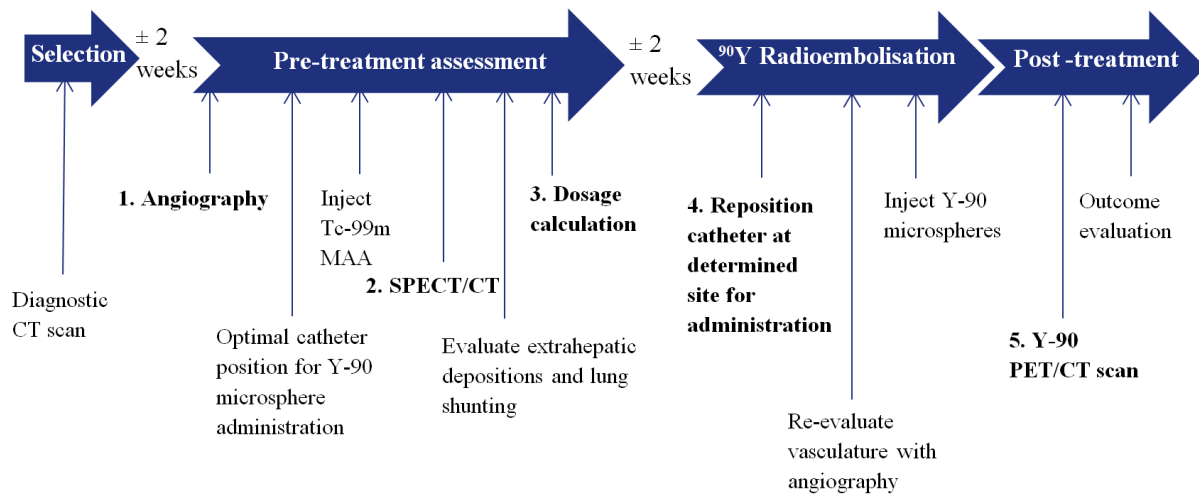 Selection
± 2
weeks
Pre-treatment assessment
± 2
weeks
⁹⁰Y Radioembolisation
Post -treatment
1. Angiography
Inject
Tc-99m
MAA
2. SPECT/CT
3. Dosage
calculation
4. Reposition
catheter at
determined
site for
administration
Inject Y-90
microspheres
Outcome
evaluation
Diagnostic
CT scan
Optimal catheter
position for Y-90
microsphere
administration
Evaluate extrahepatic
depositions and lung
shunting
5. Y-90
PET/CT scan
Re-evaluate
vasculature with
angiography